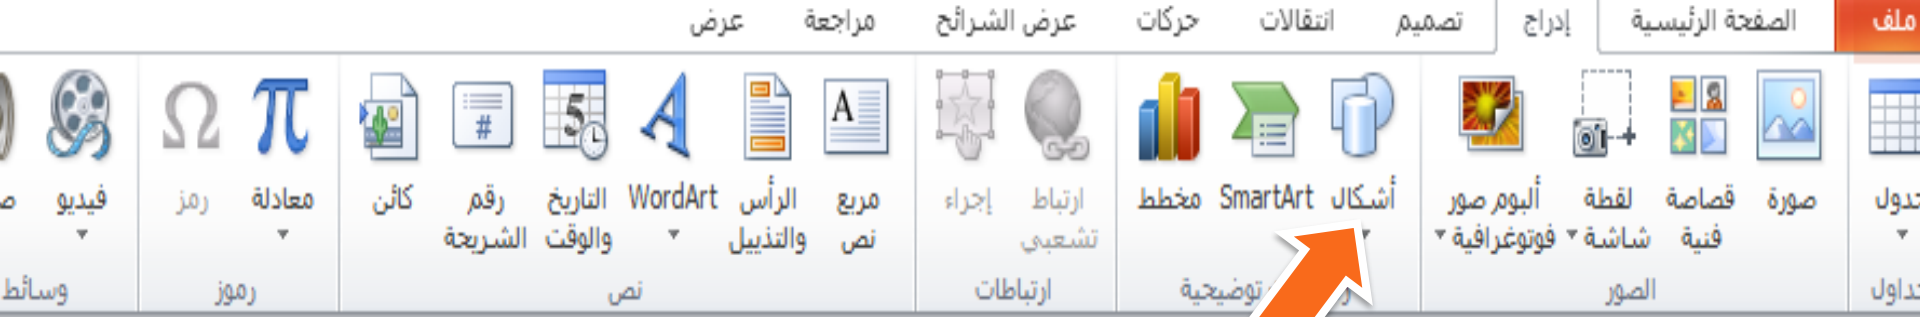 ملف الصفحة الرئيسية إدراج تصميم انتقالات حركات عرض الشرائح مراجعة عرض
صورة
قصاصة
فنية
لقطة
شاشة
ألبوم صور
فوتوغرافية
الصور
أشكال
SmartArt
مخطط
توضيحية
ارتباط
تشعبي
إجراء
ارتباطات
مربع
نص
الرأس
والتذييل
WordArt
التاريخ
والوقت
رقم
الشريحة
كائن
نص
معادلة
رمز
رموز
فيديو
وسائط